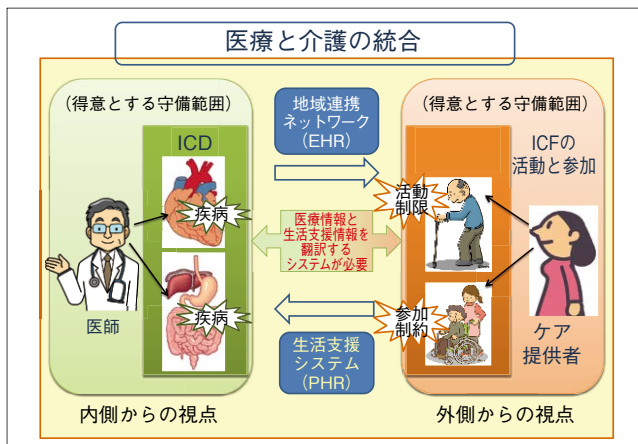 医療と介護の統合
（得意とする守備範囲）
ICD
疾病
疾病
医師
内側からの視点
地域連携
ネットワーク
（EHR）
医療情報と
生活支援情報を
翻訳する
システムが必要
生活支援
システム
（PHR）
（得意とする守備範囲）
ICFの
活動と参加
活動
制限
参加
制約
ケア
提供者
外側からの視点